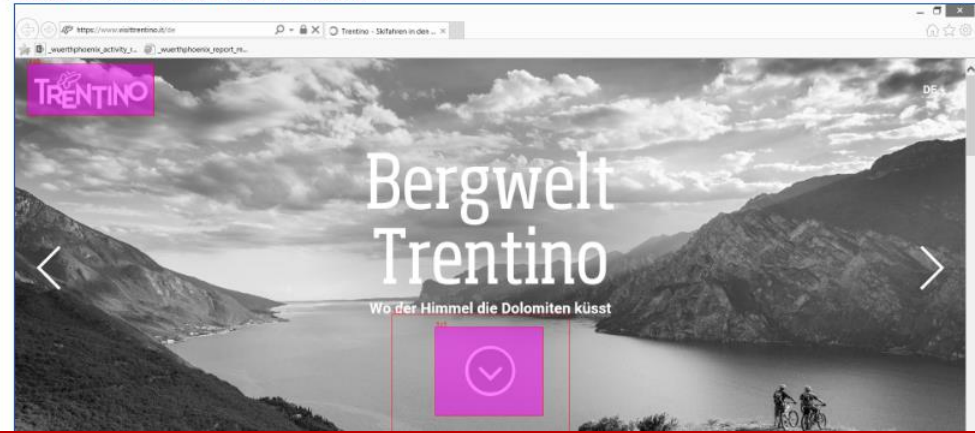 https://www.visittrentino.it/de
Trentino - Skifahren in den ...
_wuerthphoenix_activity_r...
_wuerthphoenix_report_m...
TRENTINO
DE
Bergwelt
Trentino
Wo der Himmel die Dolomiten küsst